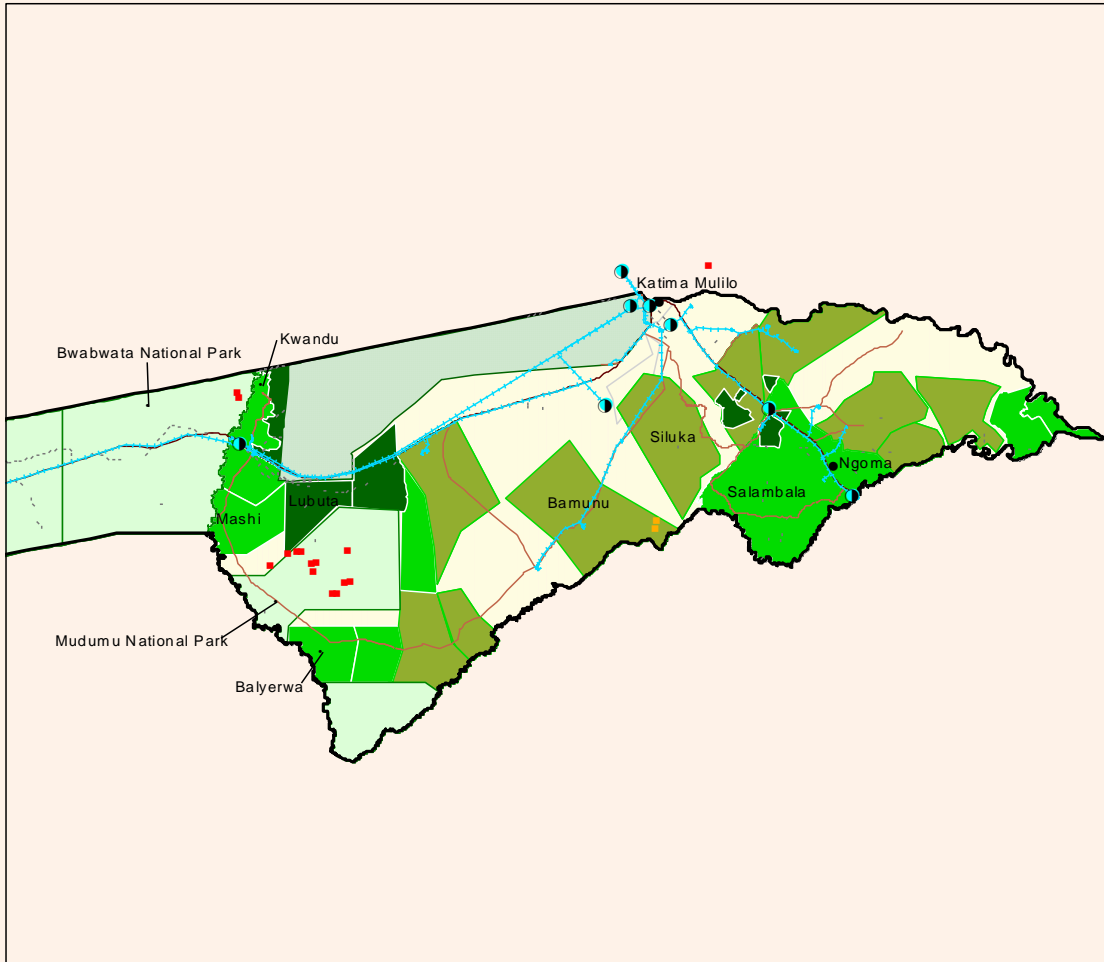 Katima Mulilo
Kwandu
Bwabwata National Park
Siluka
Ngoma
Lubuta
Salambala
Bamunu
Mashi
Mudumu National Park
Balyerwa